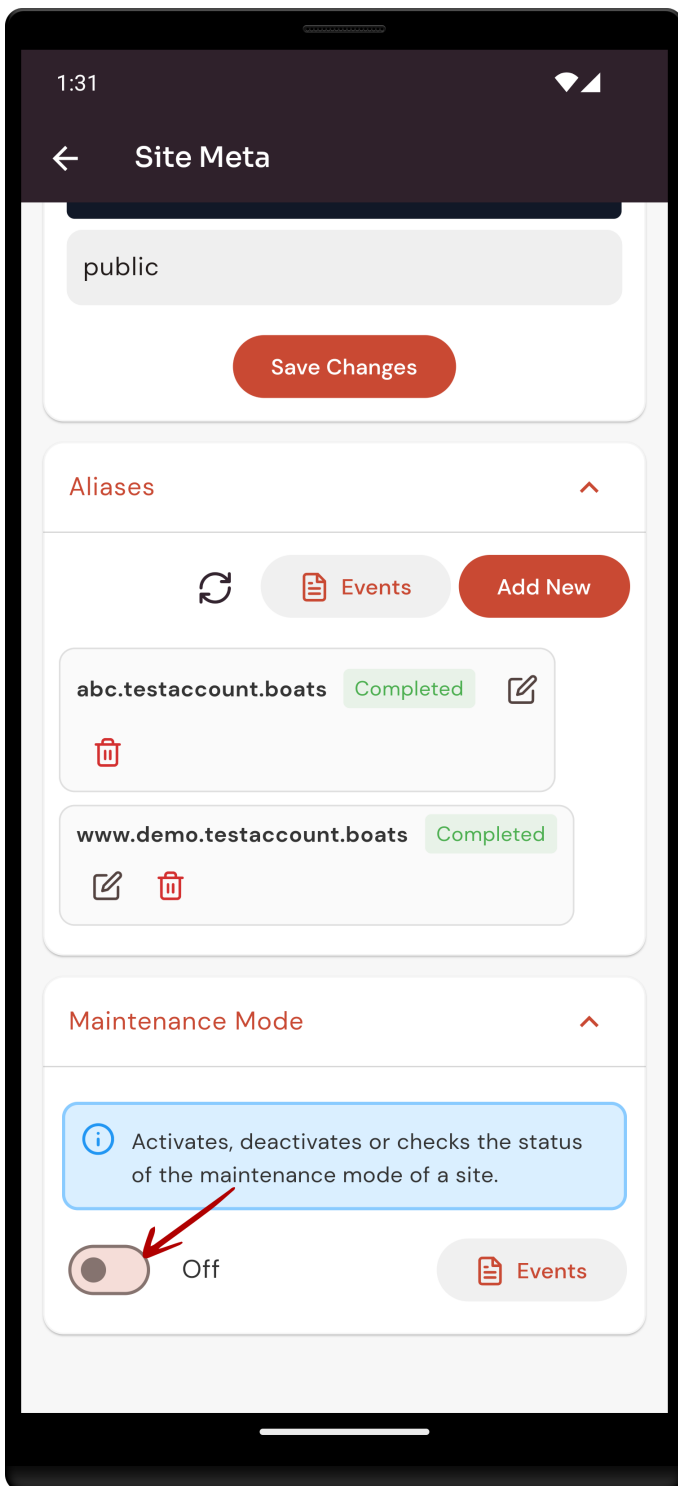 1:31
Site Meta
public
Save Changes
Aliases
Events
Add New
abc.testaccount.boats Completed
www.demo.testaccount.boats Completed
Maintenance Mode
Activates, deactivates or checks the status
of the maintenance mode of a site.
Off
Events